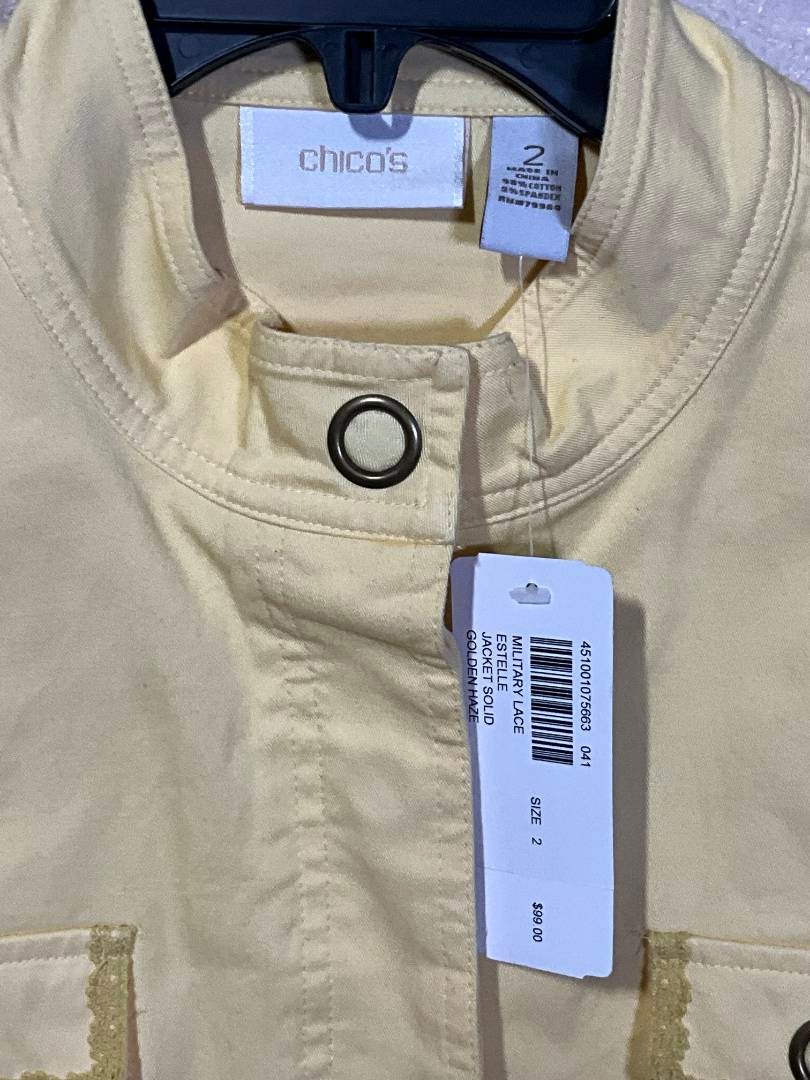 chico's
2
MADE IN
CHINA
98% COTTON
2% SPANDEX
451001075663 041
MILITARY LACE
ESTELLE
JACKET SOLID
GOLDEN HAZE
SIZE 2
$99.00